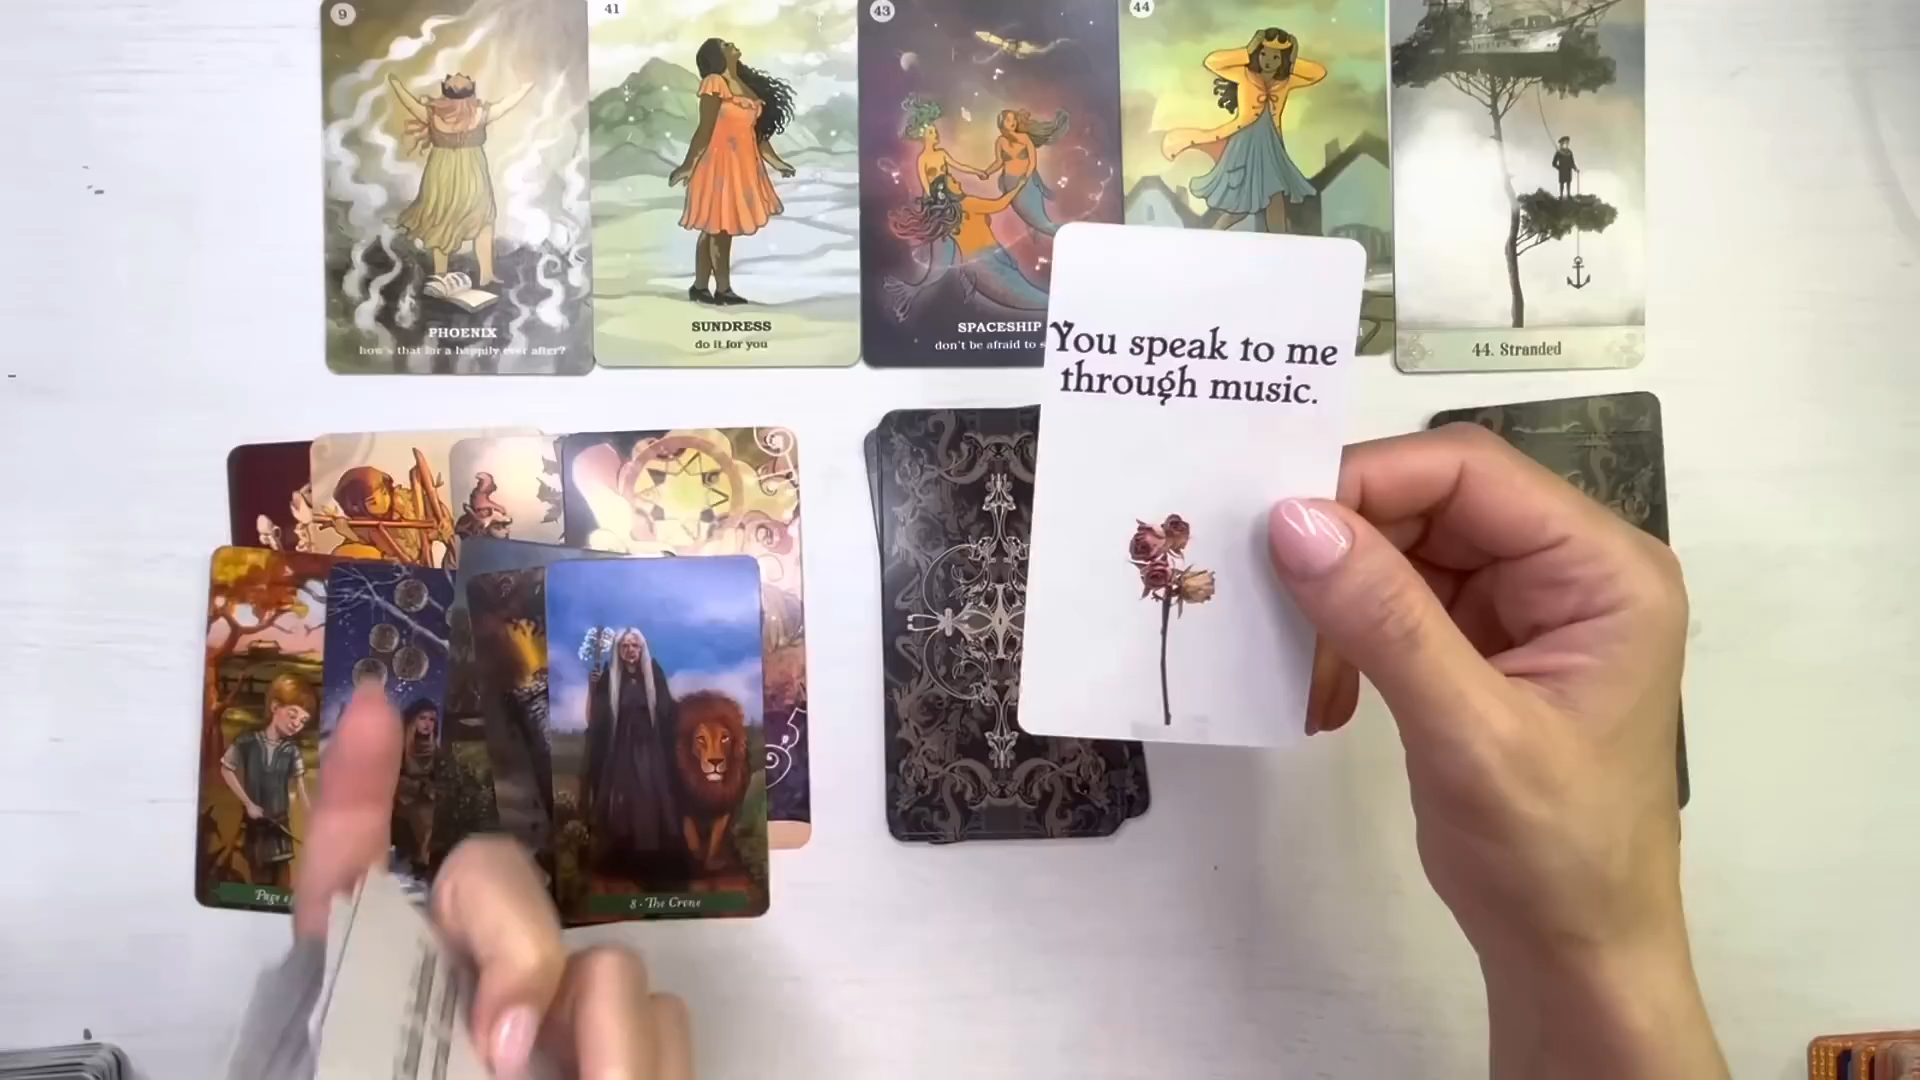 9
41
43
44
PHOENIX
how's that for a happily ever after?
SUNDRESS
do it for you
SPACESHIP
don't be afraid to
44. Stranded
You speak to me
through music.
Page
8 · The Crone